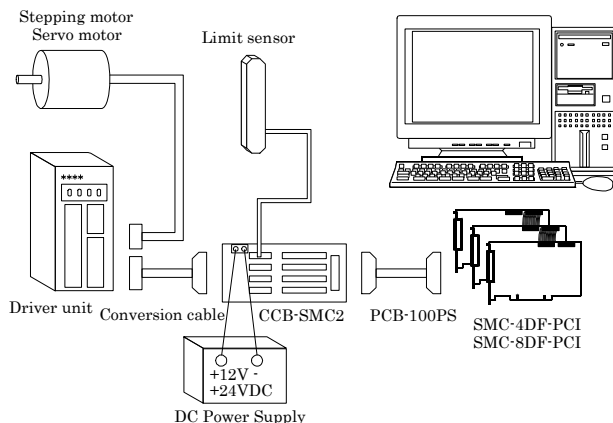 Stepping motor
Servo motor
Limit sensor
****
Driver unit
Conversion cable
CCB-SMC2
PCB-100PS
SMC-4DF-PCI
SMC-8DF-PCI
+12V -
+24VDC
DC Power Supply